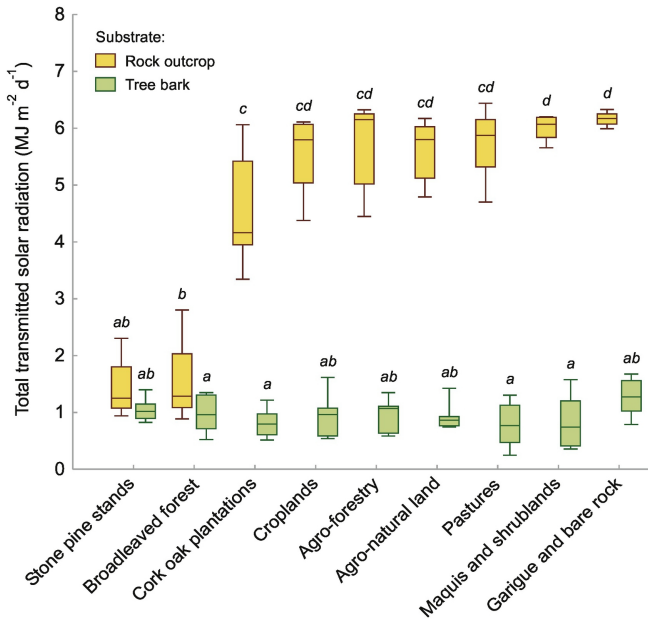 Total transmitted solar radiation (MJ m⁻² d⁻¹)
8
7
6
5
4
3
2
1
0
Substrate:
Rock outcrop
Tree bark
ab
ab
b
a
c
a
cd
ab
cd
ab
cd
ab
cd
a
d
a
d
ab
Stone pine stands
Broadleaved forest
Cork oak plantations
Croplands
Agro-forestry
Agro-natural land
Pastures
Maquis and shrublands
Garigue and bare rock